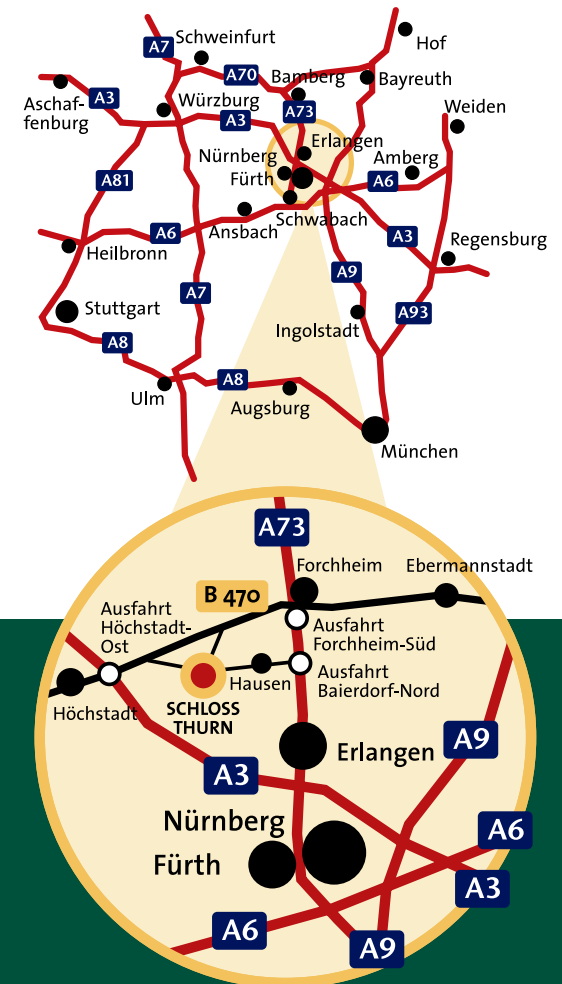 Hof
A7
Schweinfurt
A70
Bamberg
Bayreuth
Aschaf-
fenburg
A3
Würzburg
A3
A73
Weiden
Erlangen
Nürnberg
Fürth
Amberg
A6
A81
Schwabach
Ansbach
A6
Heilbronn
A3
Regensburg
A7
A9
Stuttgart
A93
Ingolstadt
A8
A8
Ulm
Augsburg
München
A73
Forchheim
Ebermannstadt
B 470
Ausfahrt
Höchstadt-
Ost
Ausfahrt
Forchheim-Süd
Ausfahrt
Baierdorf-Nord
Hausen
Höchstadt
SCHLOSS
THURN
Erlangen
A9
A3
Nürnberg
A6
Fürth
A3
A6
A9